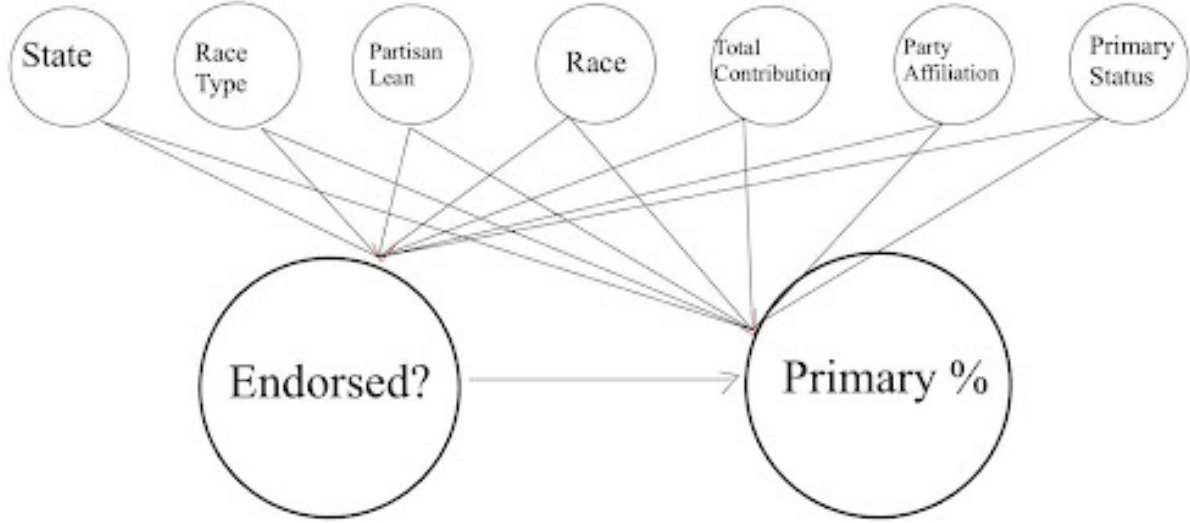 State
Race
Type
Partisan
Lean
Race
Total
Contribution
Party
Affiliation
Primary
Status
Endorsed?
Primary %